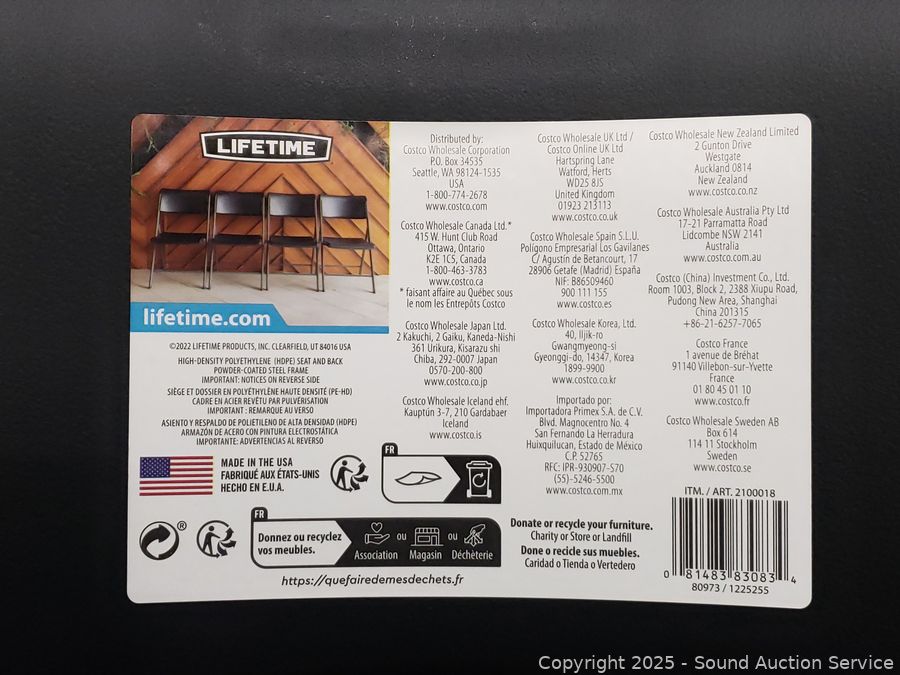 LIFETIME
lifetime.com
©2022 LIFETIME PRODUCTS, INC. CLEARFIELD, UT 84016 USA
HIGH-DENSITY POLYETHYLENE (HDPE) SEAT AND BACK
POWDER-COATED STEEL FRAME
IMPORTANT: NOTICES ON REVERSE SIDE
SIÈGE ET DOSSIER EN POLYÉTHYLÈNE HAUTE DENSITÉ (PE-HD)
CADRE EN ACIER REVÊTU PAR PULVÉRISATION
IMPORTANT : REMARQUE AU VERSO
ASIENTO Y RESPALDO DE POLIETILENO DE ALTA DENSIDAD (HDPE)
ARMAZÓN DE ACERO CON PINTURA ELECTROSTÁTICA
IMPORTANTE: ADVERTENCIAS AL REVERSO
MADE IN THE USA
FABRIQUÉ AUX ÉTATS-UNIS
HECHO EN E.U.A.
FR
®
FR
Donnez ou recyclez
vos meubles.
Association ou Magasin ou Déchèterie
https://quefairedemesdechets.fr
Distributed by:
Costco Wholesale Corporation
P.O. Box 34535
Seattle, WA 98124-1535
USA
1-800-774-2678
www.costco.com
Costco Wholesale Canada Ltd.*
415 W. Hunt Club Road
Ottawa, Ontario
K2E 1C5, Canada
1-800-463-3783
www.costco.ca
* faisant affaire au Québec sous
le nom les Entrepôts Costco
Costco Wholesale Japan Ltd.
2 Kakuchi, 2 Gaiku, Kaneda-Nishi
361 Urikura, Kisarazu shi
Chiba, 292-0007 Japan
0570-200-800
www.costco.co.jp
Costco Wholesale Iceland ehf.
Kauptún 3-7, 210 Gardabaer
Iceland
www.costco.is
Costco Wholesale UK Ltd /
Costco Online UK Ltd
Hartspring Lane
Watford, Herts
WD25 8JS
United Kingdom
01923 213113
www.costco.co.uk
Costco Wholesale Spain S.L.U.
Polígono Empresarial Los Gavilanes
C/ Agustín de Betancourt, 17
28906 Getafe (Madrid) España
NIF: B86509460
900 111 155
www.costco.es
Costco Wholesale Korea, Ltd.
40, Iljik-ro
Gwangmyeong-si
Gyeonggi-do, 14347, Korea
1899-9900
www.costco.co.kr
Importado por:
Importadora Primex S.A. de C.V.
Blvd. Magnocentro No. 4
San Fernando La Herradura
Huixquilucan, Estado de México
C.P. 52765
RFC: IPR-930907-S70
(55)-5246-5500
www.costco.com.mx
Costco Wholesale New Zealand Limited
2 Gunton Drive
Westgate
Auckland 0814
New Zealand
www.costco.co.nz
Costco Wholesale Australia Pty Ltd
17-21 Parramatta Road
Lidcombe NSW 2141
Australia
www.costco.com.au
Costco (China) Investment Co., Ltd.
Room 1003, Block 2, 2388 Xiupu Road,
Pudong New Area, Shanghai
China 201315
+86-21-6257-7065
Costco France
1 avenue de Bréhat
91140 Villebon-sur-Yvette
France
01 80 45 01 10
www.costco.fr
Costco Wholesale Sweden AB
Box 614
114 11 Stockholm
Sweden
www.costco.se
Donate or recycle your furniture.
Charity or Store or Landfill
Done o recicle sus muebles.
Caridad o Tienda o Vertedero
ITM. / ART. 2100018
0 81483 83083 4
80973 / 1225255
Copyright 2025 - Sound Auction Service